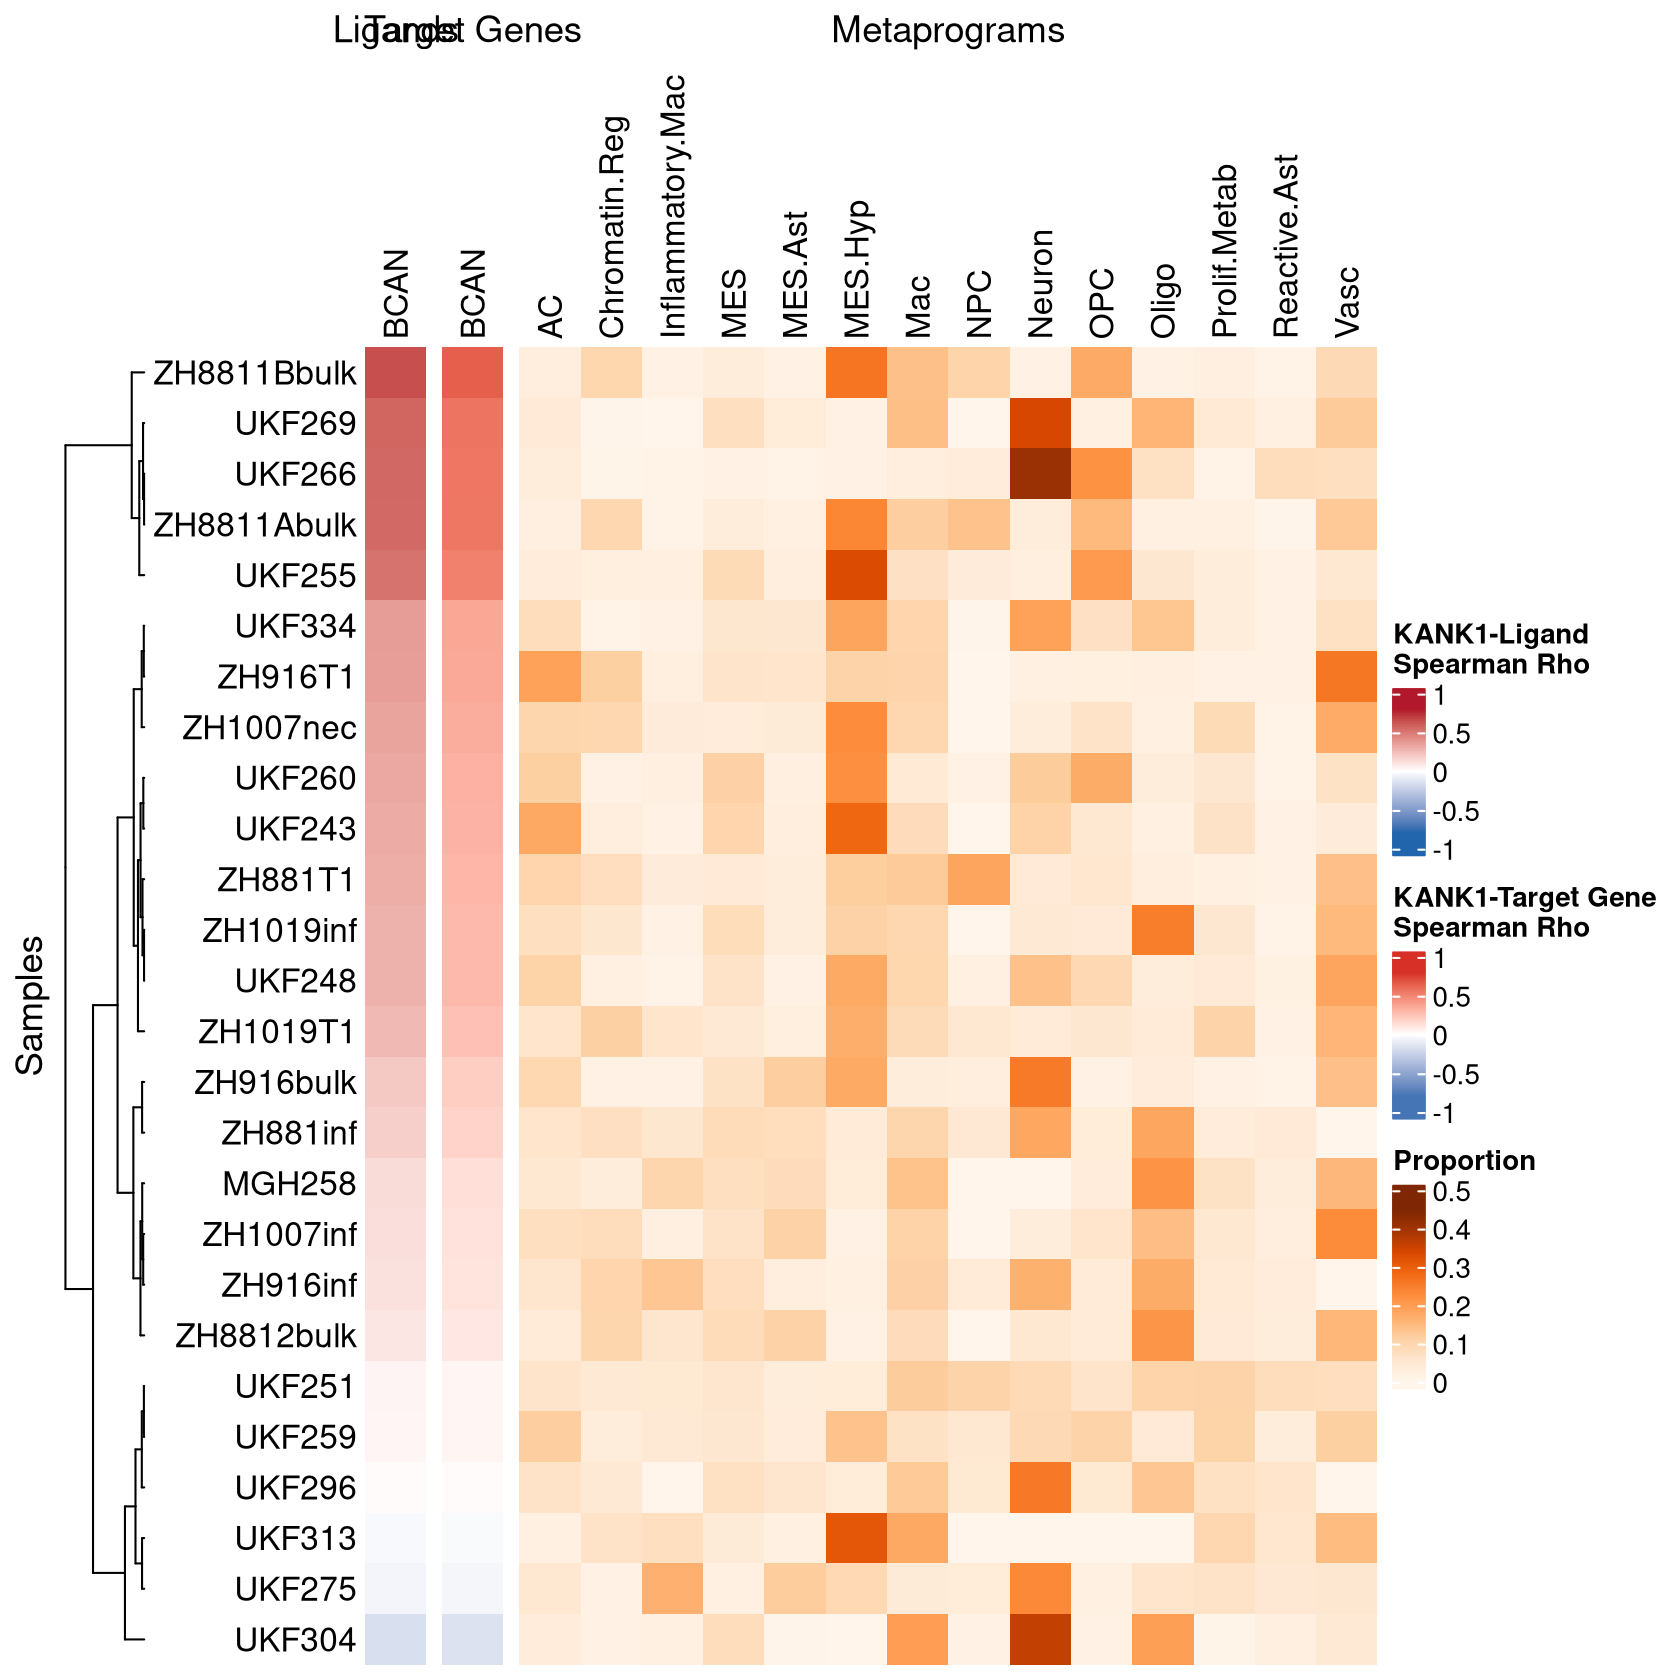 Ligands Target Genes Metaprograms
BCAN BCAN AC Chromatin.Reg Inflammatory.Mac MES MES.Ast MES.Hyp Mac NPC Neuron OPC Oligo Prolif.Metab Reactive.Ast Vasc
Samples
ZH8811Bbulk
UKF269
UKF266
ZH8811Abulk
UKF255
UKF334
ZH916T1
ZH1007nec
UKF260
UKF243
ZH881T1
ZH1019inf
UKF248
ZH1019T1
ZH916bulk
ZH881inf
MGH258
ZH1007inf
ZH916inf
ZH8812bulk
UKF251
UKF259
UKF296
UKF313
UKF275
UKF304
KANK1-Ligand
Spearman Rho
1
0.5
0
-0.5
-1
KANK1-Target Gene
Spearman Rho
1
0.5
0
-0.5
-1
Proportion
0.5
0.4
0.3
0.2
0.1
0